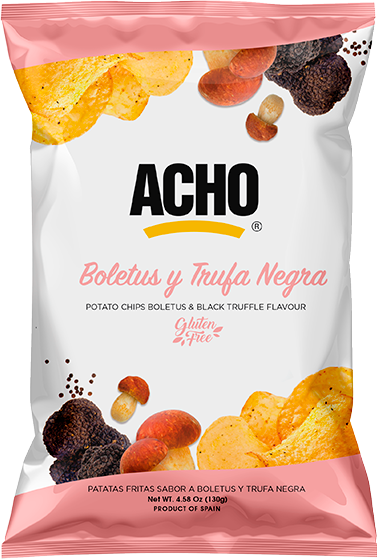 ACHO
®
Boletus y Trufa Negra
POTATO CHIPS BOLETUS & BLACK TRUFFLE FLAVOUR
Gluten
Free
PATATAS FRITAS SABOR A BOLETUS Y TRUFA NEGRA
Net WT. 4.58 Oz (130g)
PRODUCT OF SPAIN